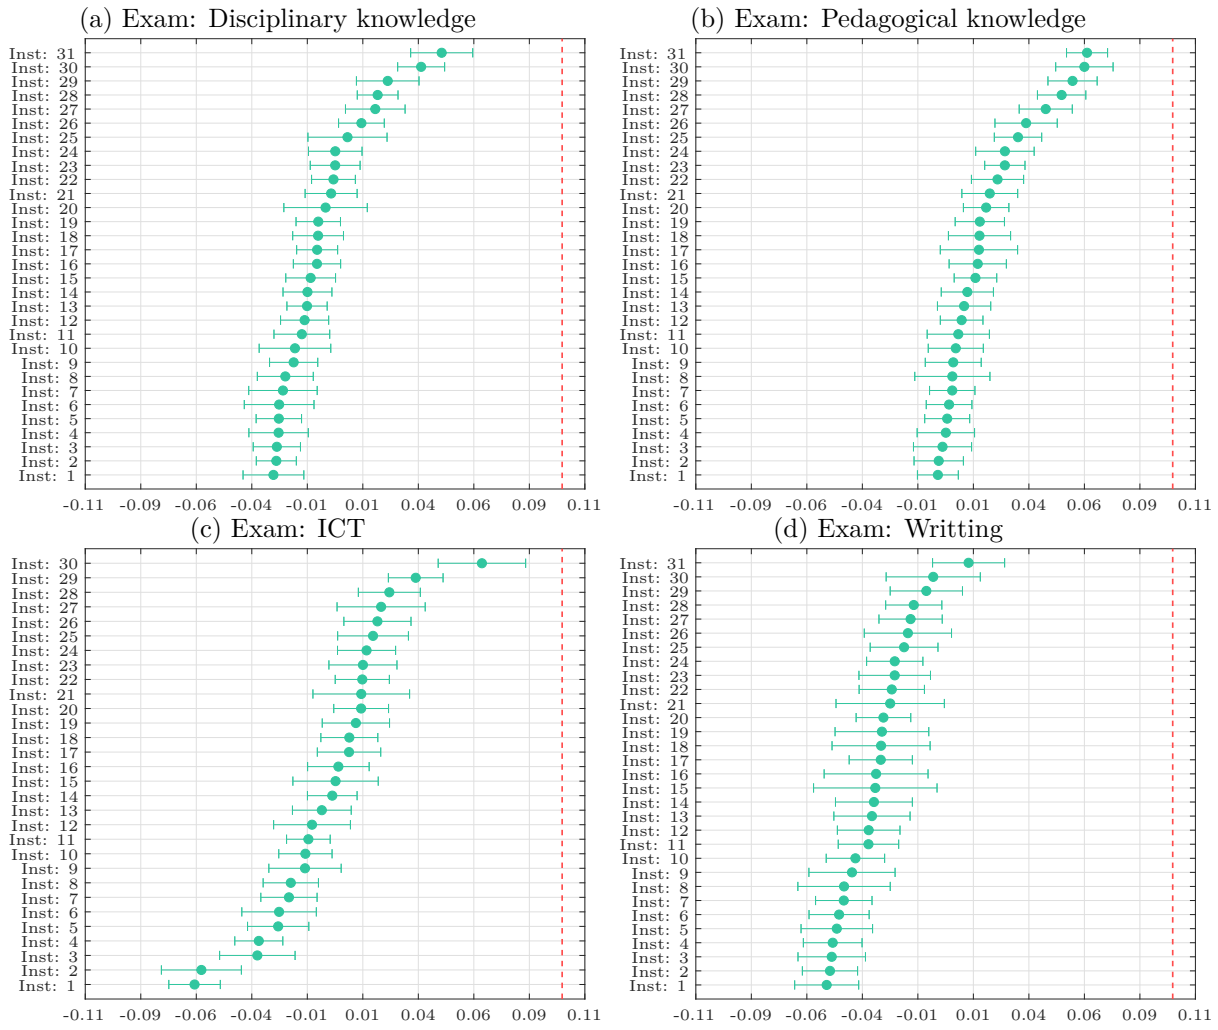 (a) Exam: Disciplinary knowledge
Inst: 31
Inst: 30
Inst: 29
Inst: 28
Inst: 27
Inst: 26
Inst: 25
Inst: 24
Inst: 23
Inst: 22
Inst: 21
Inst: 20
Inst: 19
Inst: 18
Inst: 17
Inst: 16
Inst: 15
Inst: 14
Inst: 13
Inst: 12
Inst: 11
Inst: 10
Inst: 9
Inst: 8
Inst: 7
Inst: 6
Inst: 5
Inst: 4
Inst: 3
Inst: 2
Inst: 1
-0.11 -0.09 -0.06 -0.04 -0.01 0.01 0.04 0.06 0.09 0.11
(b) Exam: Pedagogical knowledge
Inst: 31
Inst: 30
Inst: 29
Inst: 28
Inst: 27
Inst: 26
Inst: 25
Inst: 24
Inst: 23
Inst: 22
Inst: 21
Inst: 20
Inst: 19
Inst: 18
Inst: 17
Inst: 16
Inst: 15
Inst: 14
Inst: 13
Inst: 12
Inst: 11
Inst: 10
Inst: 9
Inst: 8
Inst: 7
Inst: 6
Inst: 5
Inst: 4
Inst: 3
Inst: 2
Inst: 1
-0.11 -0.09 -0.06 -0.04 -0.01 0.01 0.04 0.06 0.09 0.11
(c) Exam: ICT
Inst: 30
Inst: 29
Inst: 28
Inst: 27
Inst: 26
Inst: 25
Inst: 24
Inst: 23
Inst: 22
Inst: 21
Inst: 20
Inst: 19
Inst: 18
Inst: 17
Inst: 16
Inst: 15
Inst: 14
Inst: 13
Inst: 12
Inst: 11
Inst: 10
Inst: 9
Inst: 8
Inst: 7
Inst: 6
Inst: 5
Inst: 4
Inst: 3
Inst: 2
Inst: 1
-0.11 -0.09 -0.06 -0.04 -0.01 0.01 0.04 0.06 0.09 0.11
(d) Exam: Writting
Inst: 31
Inst: 30
Inst: 29
Inst: 28
Inst: 27
Inst: 26
Inst: 25
Inst: 24
Inst: 23
Inst: 22
Inst: 21
Inst: 20
Inst: 19
Inst: 18
Inst: 17
Inst: 16
Inst: 15
Inst: 14
Inst: 13
Inst: 12
Inst: 11
Inst: 10
Inst: 9
Inst: 8
Inst: 7
Inst: 6
Inst: 5
Inst: 4
Inst: 3
Inst: 2
Inst: 1
-0.11 -0.09 -0.06 -0.04 -0.01 0.01 0.04 0.06 0.09 0.11